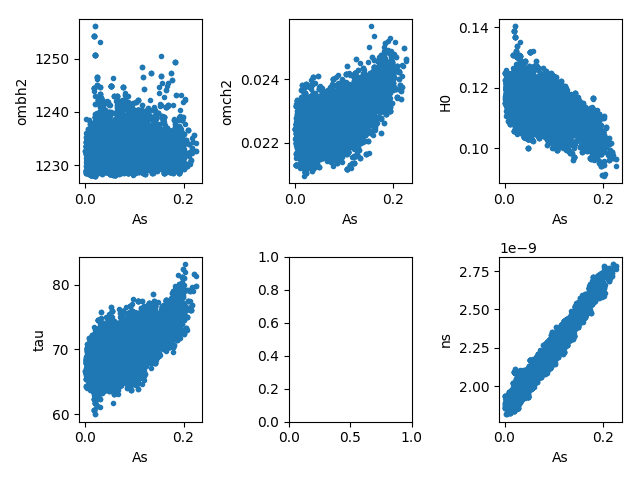 1250
1240
1230
ombh2
0.0 0.2
As
0.024
0.022
omch2
0.0 0.2
As
0.14
0.12
0.10
H0
0.0 0.2
As
80
70
60
tau
0.0 0.2
As
1.0
0.8
0.6
0.4
0.2
0.0
0.0 0.5 1.0
1e−9
2.75
2.50
2.25
2.00
ns
0.0 0.2
As